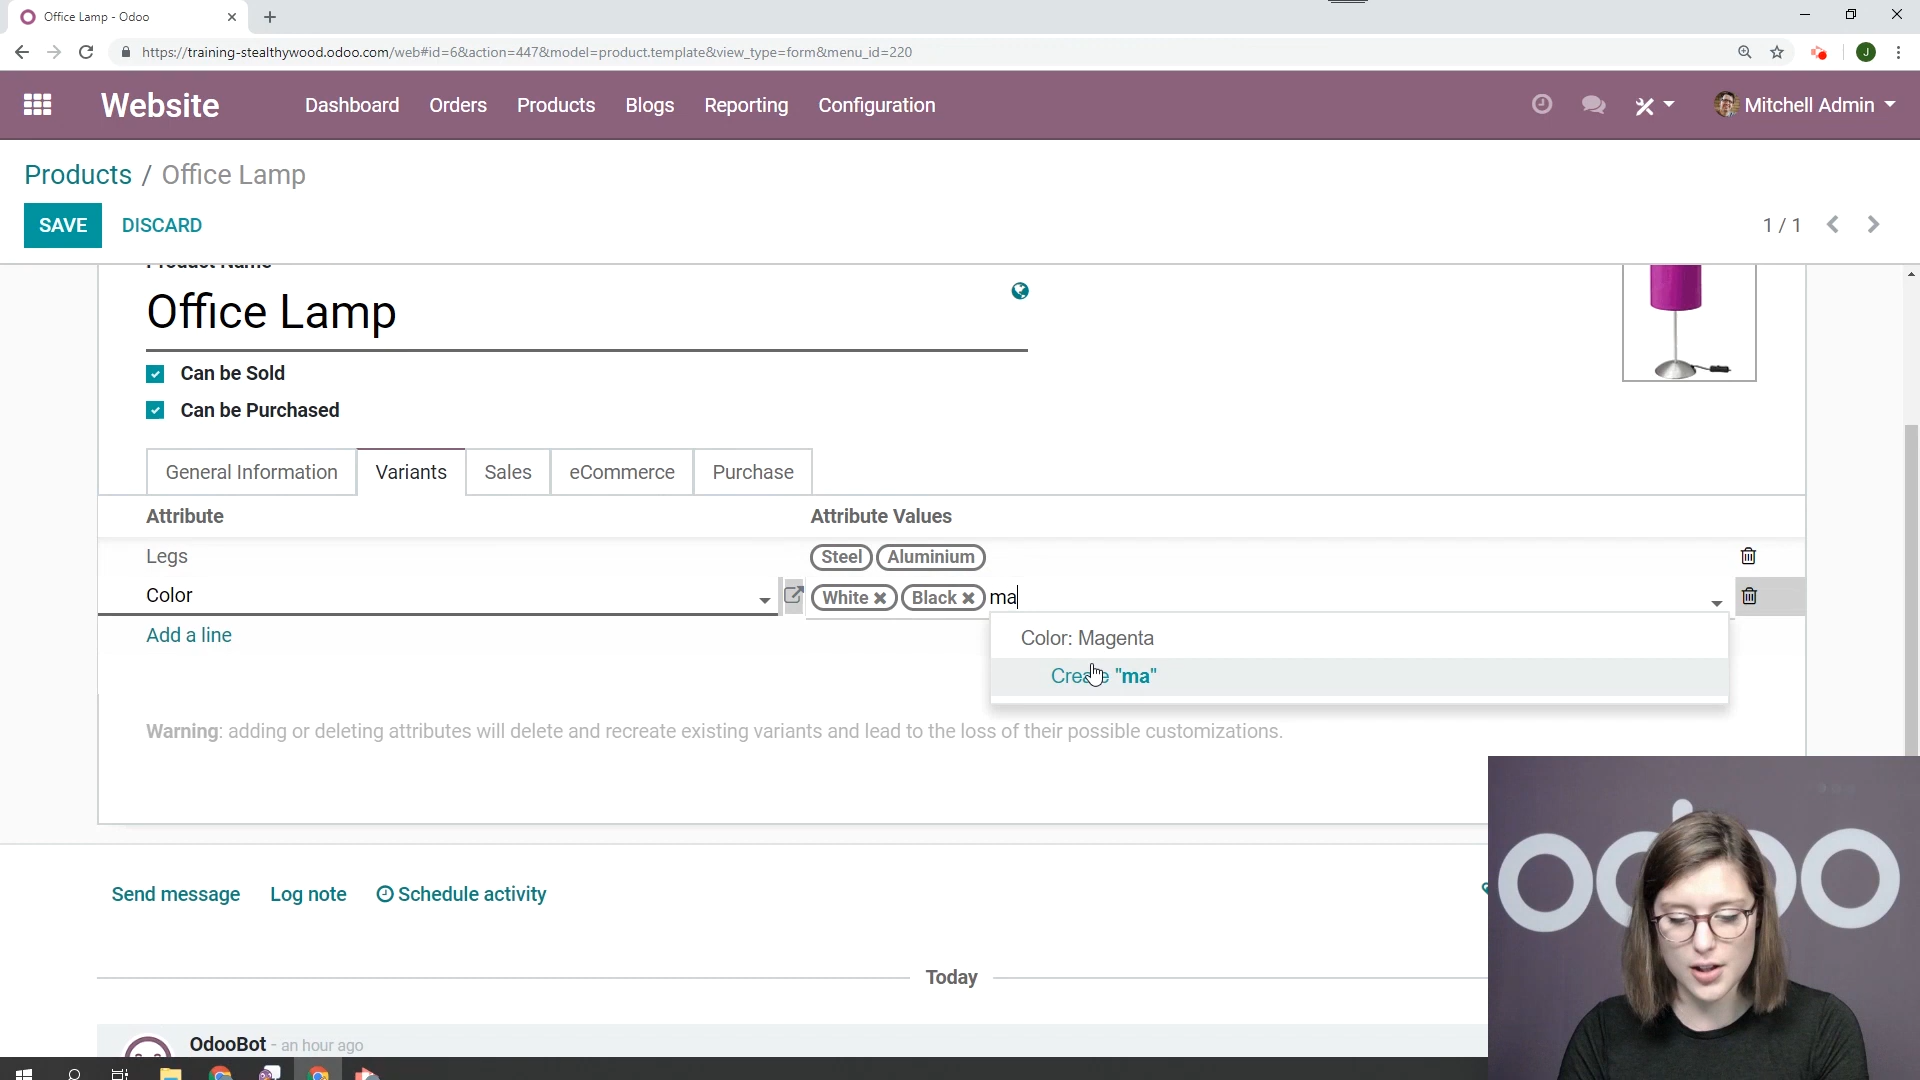 Office Lamp - Odoo
https://training-stealthywood.odoo.com/web#id=6&action=447&model=product.template&view_type=form&menu_id=220
J
Website
Dashboard Orders Products Blogs Reporting Configuration
Mitchell Admin
Products / Office Lamp
SAVE DISCARD
1 / 1
Product Name
Office Lamp
Can be Sold
Can be Purchased
General Information Variants Sales eCommerce Purchase
Attribute Attribute Values
Legs Steel Aluminium
Color White Black ma
Add a line
Color: Magenta
Create "ma"
Warning: adding or deleting attributes will delete and recreate existing variants and lead to the loss of their possible customizations.
Send message Log note Schedule activity
odoo
Today
OdooBot - an hour ago